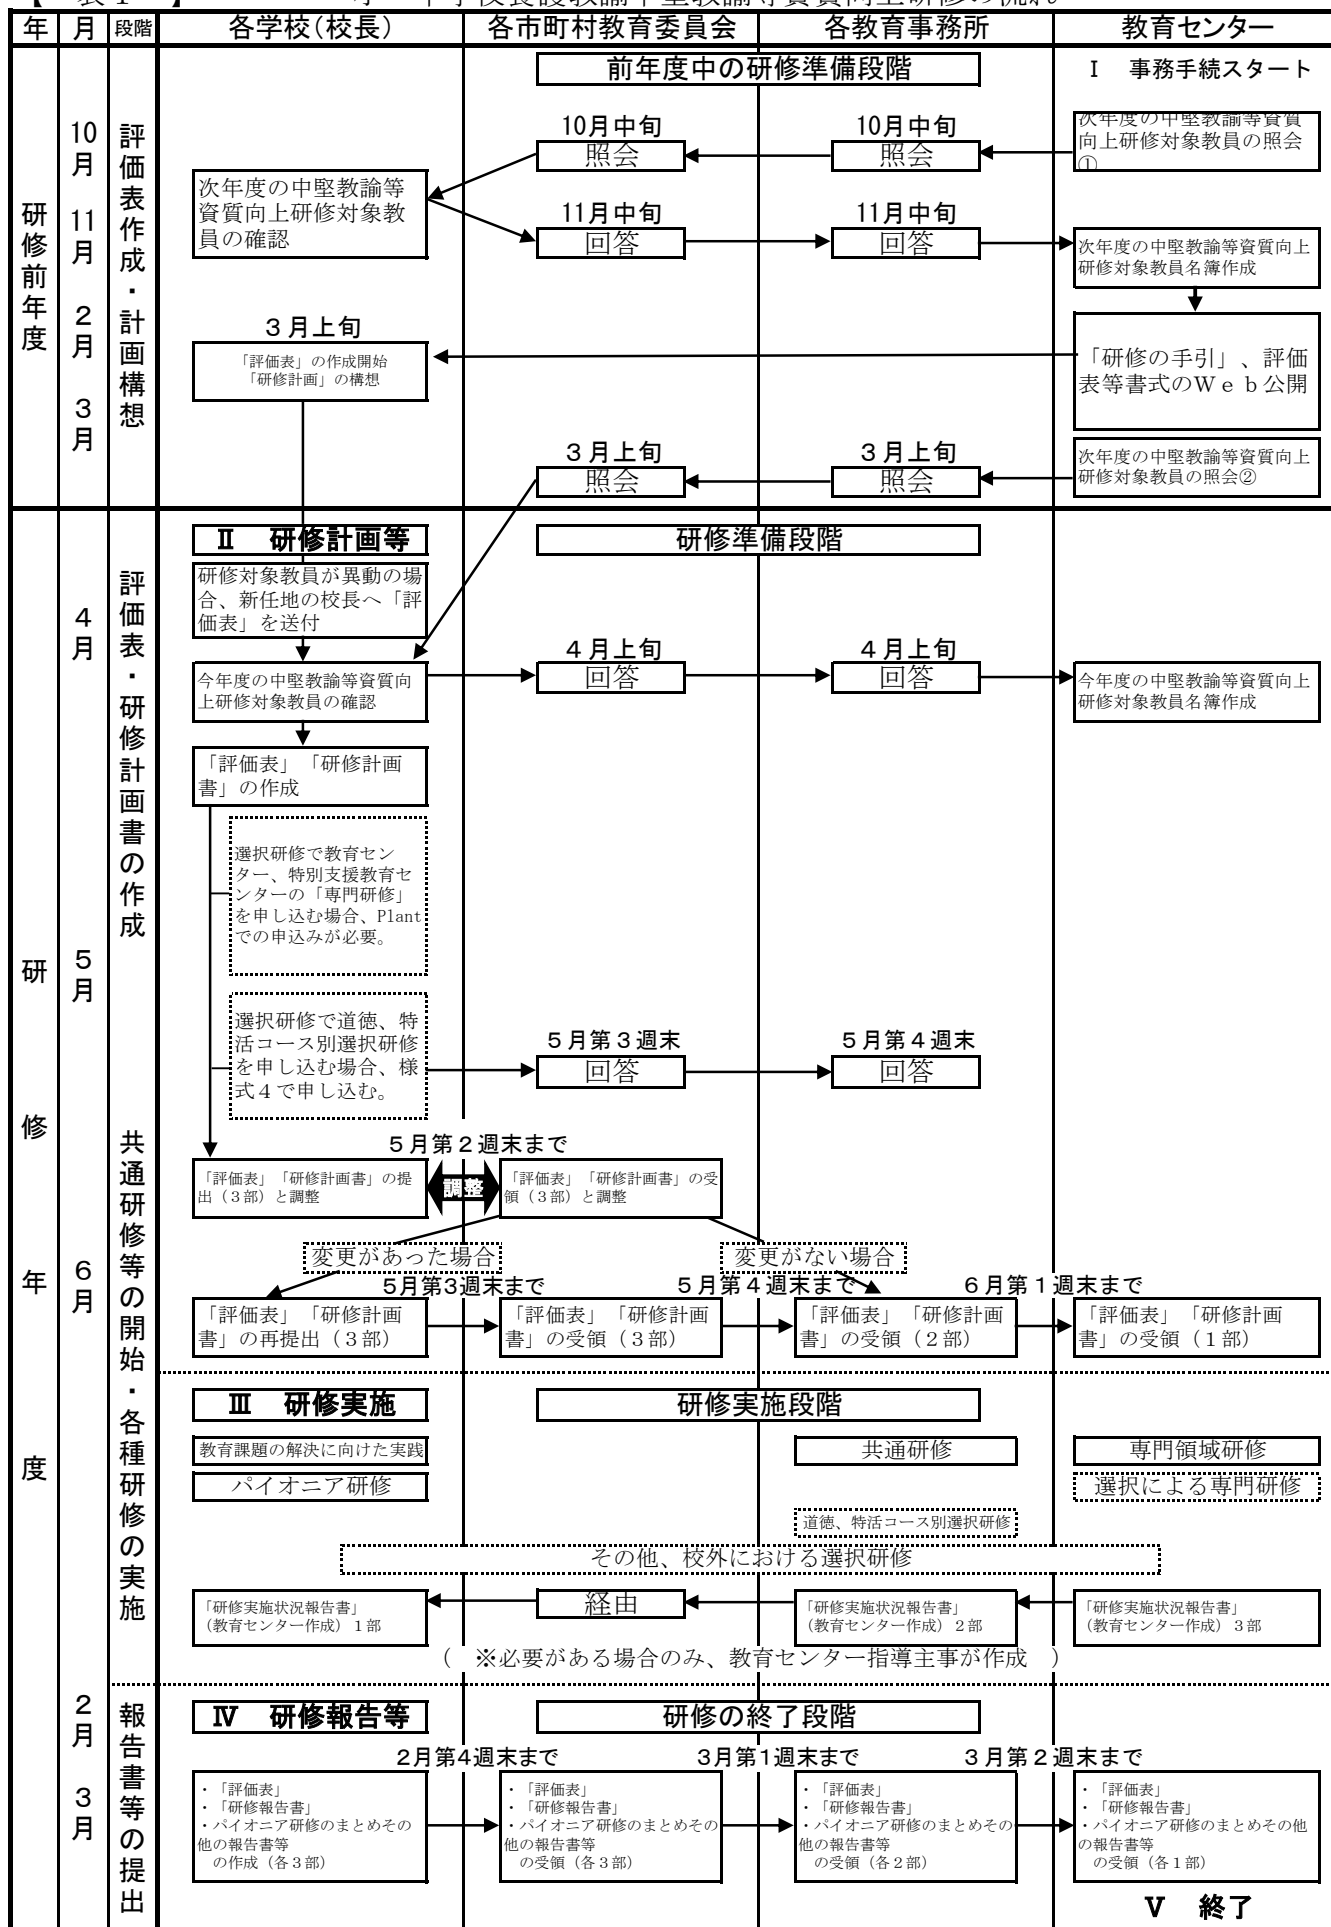 年 月 段階 各学校(校長) 各市町村教育委員会 各教育事務所 教育センター
研修前年度
10月
11月
2月
3月
評価表作成・計画構想
前年度中の研修準備段階
Ⅰ 事務手続スタート
次年度の中堅教諭等資質
向上研修対象教員の照会
①
10月中旬
照会
10月中旬
照会
次年度の中堅教諭等
資質向上研修対象教
員の確認
11月中旬
回答
11月中旬
回答
次年度の中堅教諭等資質向上
研修対象教員名簿作成
「研修の手引」、評価
表等書式のWeb公開
3月上旬
「評価表」の作成開始
「研修計画」の構想
次年度の中堅教諭等資質向上
研修対象教員の照会②
3月上旬
照会
3月上旬
照会
研修年度
4月
5月
6月
2月
3月
評価表・研修計画書の作成
Ⅱ 研修計画等
研修準備段階
研修対象教員が異動の場
合、新任地の校長へ「評
価表」を送付
今年度の中堅教諭等資質向
上研修対象教員の確認
4月上旬
回答
4月上旬
回答
今年度の中堅教諭等資質向上
研修対象教員名簿作成
「評価表」「研修計画
書」の作成
選択研修で教育セン
ター、特別支援教育セ
ンターの「専門研修」
を申し込む場合、Plant
での申込みが必要。
選択研修で道徳、特
活コース別選択研修
を申し込む場合、様
式4で申し込む。
5月第3週末
回答
5月第4週末
回答
共通研修等の開始・各種研修の実施
5月第2週末まで
「評価表」「研修計画書」の提
出(3部)と調整
調整
「評価表」「研修計画書」の受
領(3部)と調整
変更があった場合
変更がない場合
5月第3週末まで
5月第4週末まで
6月第1週末まで
「評価表」「研修計画
書」の再提出(3部)
「評価表」「研修計画
書」の受領(3部)
「評価表」「研修計画
書」の受領(2部)
「評価表」「研修計画
書」の受領(1部)
Ⅲ 研修実施
研修実施段階
教育課題の解決に向けた実践
共通研修
専門領域研修
パイオニア研修
選択による専門研修
道徳、特活コース別選択研修
その他、校外における選択研修
「研修実施状況報告書」
(教育センター作成)1部
経由
「研修実施状況報告書」
(教育センター作成)2部
「研修実施状況報告書」
(教育センター作成)3部
( ※必要がある場合のみ、教育センター指導主事が作成 )
報告書等の提出
Ⅳ 研修報告等
研修の終了段階
2月第4週末まで
3月第1週末まで
3月第2週末まで
・「評価表」
・「研修報告書」
・パイオニア研修のまとめその
他の報告書等
の作成(各3部)
・「評価表」
・「研修報告書」
・パイオニア研修のまとめその
他の報告書等
の受領(各3部)
・「評価表」
・「研修報告書」
・パイオニア研修のまとめその
他の報告書等
の受領(各2部)
・「評価表」
・「研修報告書」
・パイオニア研修のまとめその他
の報告書等
の受領(各1部)
Ⅴ 終了